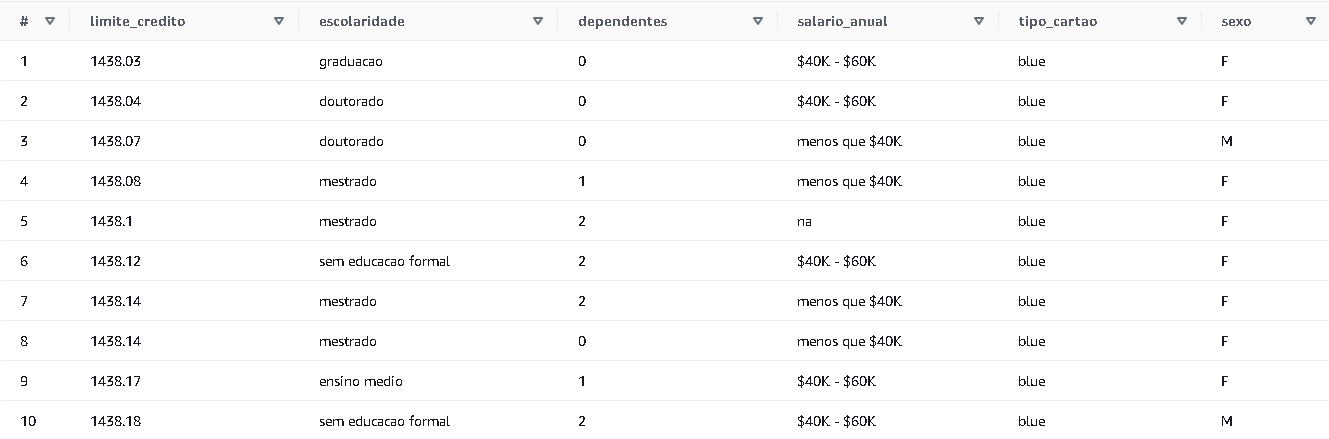 # limite_credito escolaridade dependentes salario_anual tipo_cartao sexo
1 1438.03 graduacao 0 $40K - $60K blue F
2 1438.04 doutorado 0 $40K - $60K blue F
3 1438.07 doutorado 0 menos que $40K blue M
4 1438.08 mestrado 1 menos que $40K blue F
5 1438.1 mestrado 2 na blue F
6 1438.12 sem educacao formal 2 $40K - $60K blue F
7 1438.14 mestrado 2 menos que $40K blue F
8 1438.14 mestrado 0 menos que $40K blue F
9 1438.17 ensino medio 1 $40K - $60K blue F
10 1438.18 sem educacao formal 2 $40K - $60K blue M